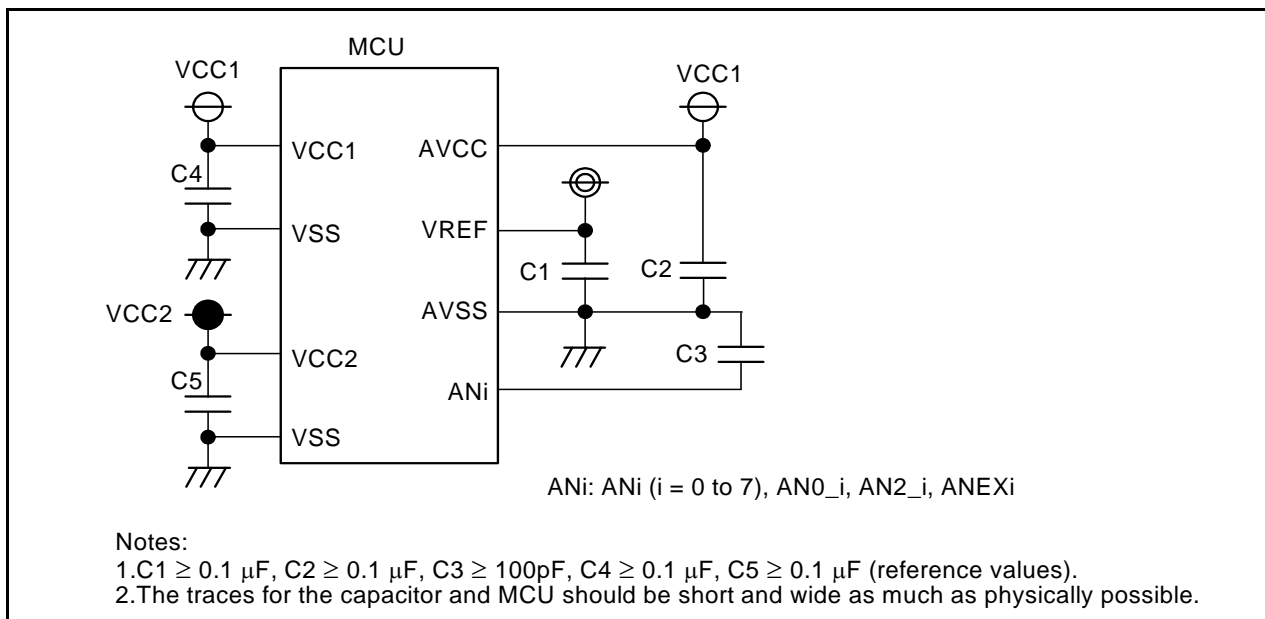 MCU
VCC1
VCC1
VCC1
AVCC
C4
VSS
VREF
C1
C2
VCC2
AVSS
VCC2
C3
C5
ANi
VSS
ANi: ANi (i = 0 to 7), AN0_i, AN2_i, ANEXi
Notes:
1.C1 ≥ 0.1 μF, C2 ≥ 0.1 μF, C3 ≥ 100pF, C4 ≥ 0.1 μF, C5 ≥ 0.1 μF (reference values).
2.The traces for the capacitor and MCU should be short and wide as much as physically possible.